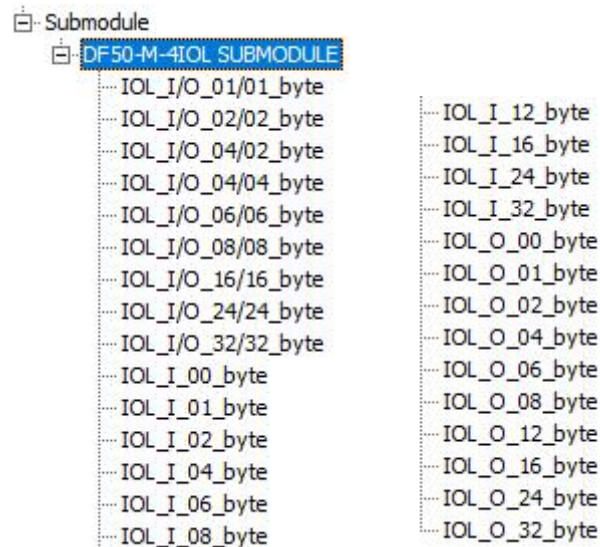 Submodule
DF50-M-4IOL SUBMODULE
IOL_I/O_01/01_byte
IOL_I/O_02/02_byte
IOL_I/O_04/02_byte
IOL_I/O_04/04_byte
IOL_I/O_06/06_byte
IOL_I/O_08/08_byte
IOL_I/O_16/16_byte
IOL_I/O_24/24_byte
IOL_I/O_32/32_byte
IOL_I_00_byte
IOL_I_01_byte
IOL_I_02_byte
IOL_I_04_byte
IOL_I_06_byte
IOL_I_08_byte
IOL_I_12_byte
IOL_I_16_byte
IOL_I_24_byte
IOL_I_32_byte
IOL_O_00_byte
IOL_O_01_byte
IOL_O_02_byte
IOL_O_04_byte
IOL_O_06_byte
IOL_O_08_byte
IOL_O_12_byte
IOL_O_16_byte
IOL_O_24_byte
IOL_O_32_byte